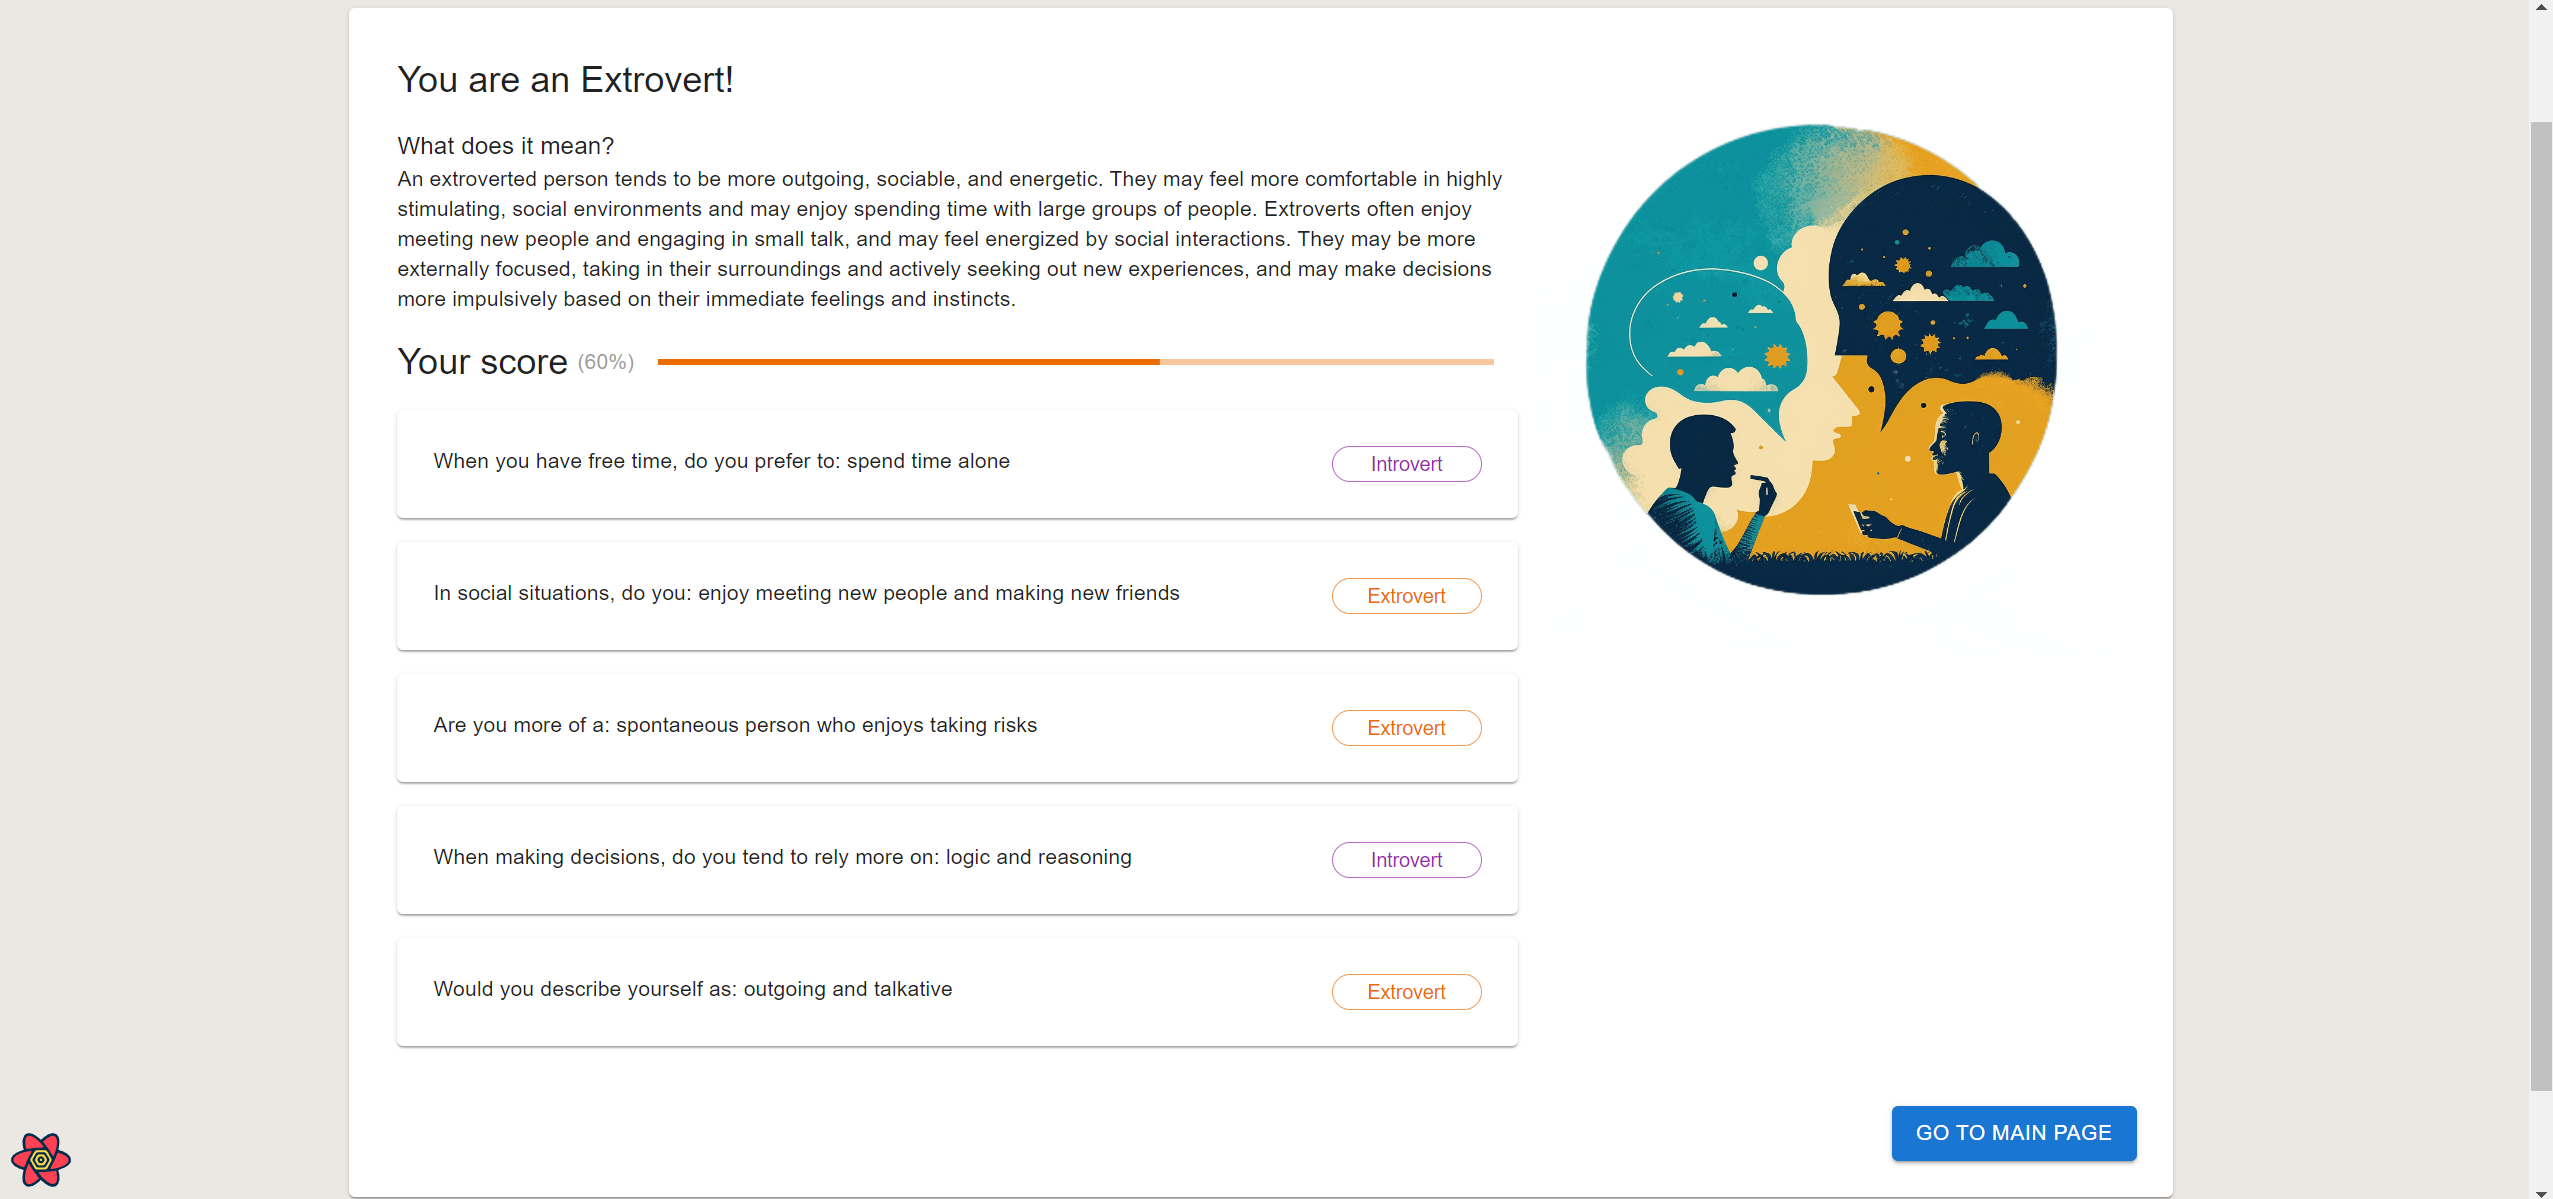 You are an Extrovert!
What does it mean?
An extroverted person tends to be more outgoing, sociable, and energetic. They may feel more comfortable in highly
stimulating, social environments and may enjoy spending time with large groups of people. Extroverts often enjoy
meeting new people and engaging in small talk, and may feel energized by social interactions. They may be more
externally focused, taking in their surroundings and actively seeking out new experiences, and may make decisions
more impulsively based on their immediate feelings and instincts.
Your score (60%)
When you have free time, do you prefer to: spend time alone
Introvert
In social situations, do you: enjoy meeting new people and making new friends
Extrovert
Are you more of a: spontaneous person who enjoys taking risks
Extrovert
When making decisions, do you tend to rely more on: logic and reasoning
Introvert
Would you describe yourself as: outgoing and talkative
Extrovert
GO TO MAIN PAGE